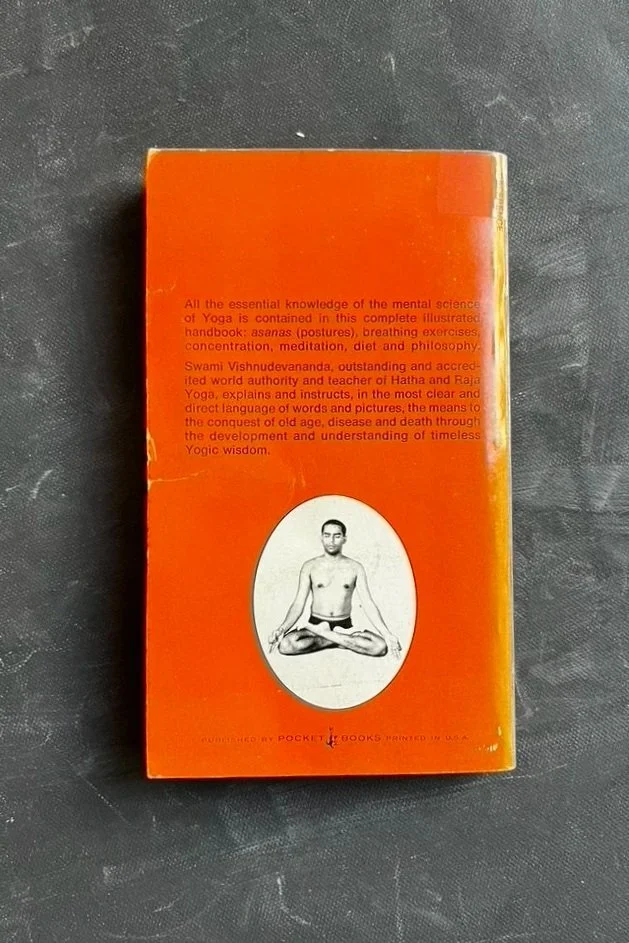 All the essential knowledge of the mental science
of Yoga is contained in this complete illustrated
handbook: asanas (postures), breathing exercises,
concentration, meditation, diet and philosophy.
Swami Vishnudevananda, outstanding and accred-
ited world authority and teacher of Hatha and Raja
Yoga, explains and instructs, in the most clear and
direct language of words and pictures, the means to
the conquest of old age, disease and death through
the development and understanding of timeless
Yogic wisdom.
PUBLISHED BY POCKET BOOKS PRINTED IN U.S.A.